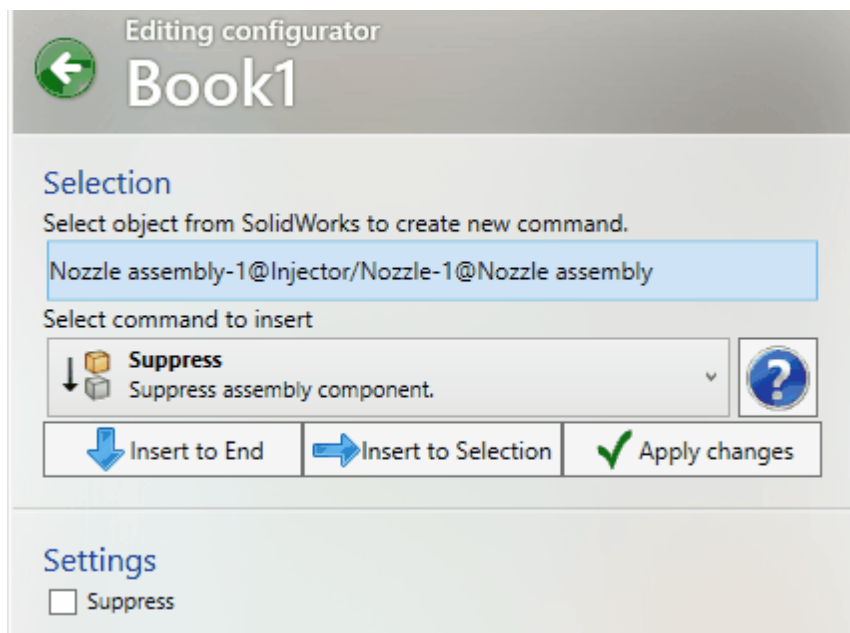 Editing configurator
Book1
Selection
Select object from SolidWorks to create new command.
Nozzle assembly-1@Injector/Nozzle-1@Nozzle assembly
Select command to insert
Suppress
Suppress assembly component.
Insert to End Insert to Selection Apply changes
Settings
Suppress